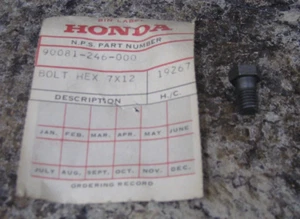 HONDA
N.P.S. PART NUMBER
90081-246-000
BOLT HEX 7X12 19267
DESCRIPTION H/C
JAN. FEB. MAR. APR. MAY JUNE
JULY AUG. SEPT. OCT. NOV. DEC.
ORDERING RECORD